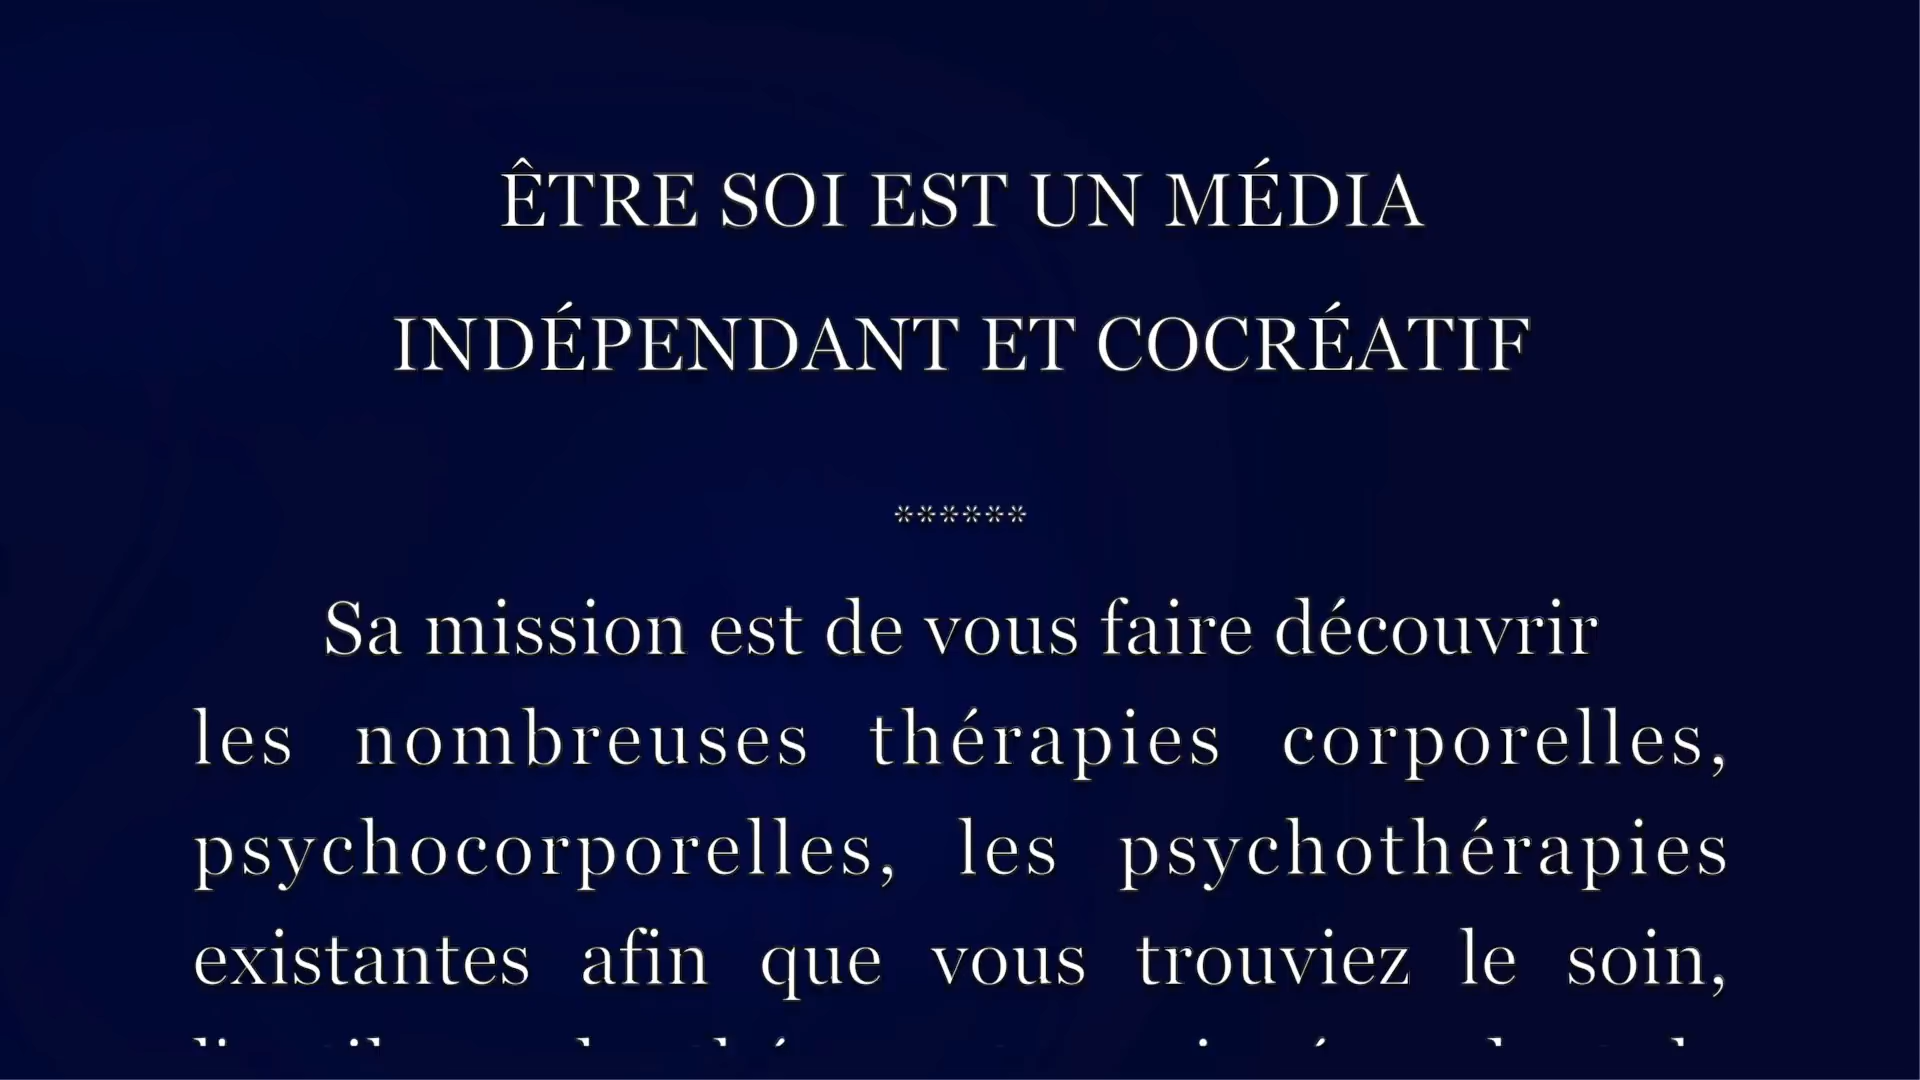 ÊTRE SOI EST UN MÉDIA
INDÉPENDANT ET COCRÉATIF
******
Sa mission est de vous faire découvrir
les nombreuses thérapies corporelles,
psychocorporelles, les psychothérapies
existantes afin que vous trouviez le soin,